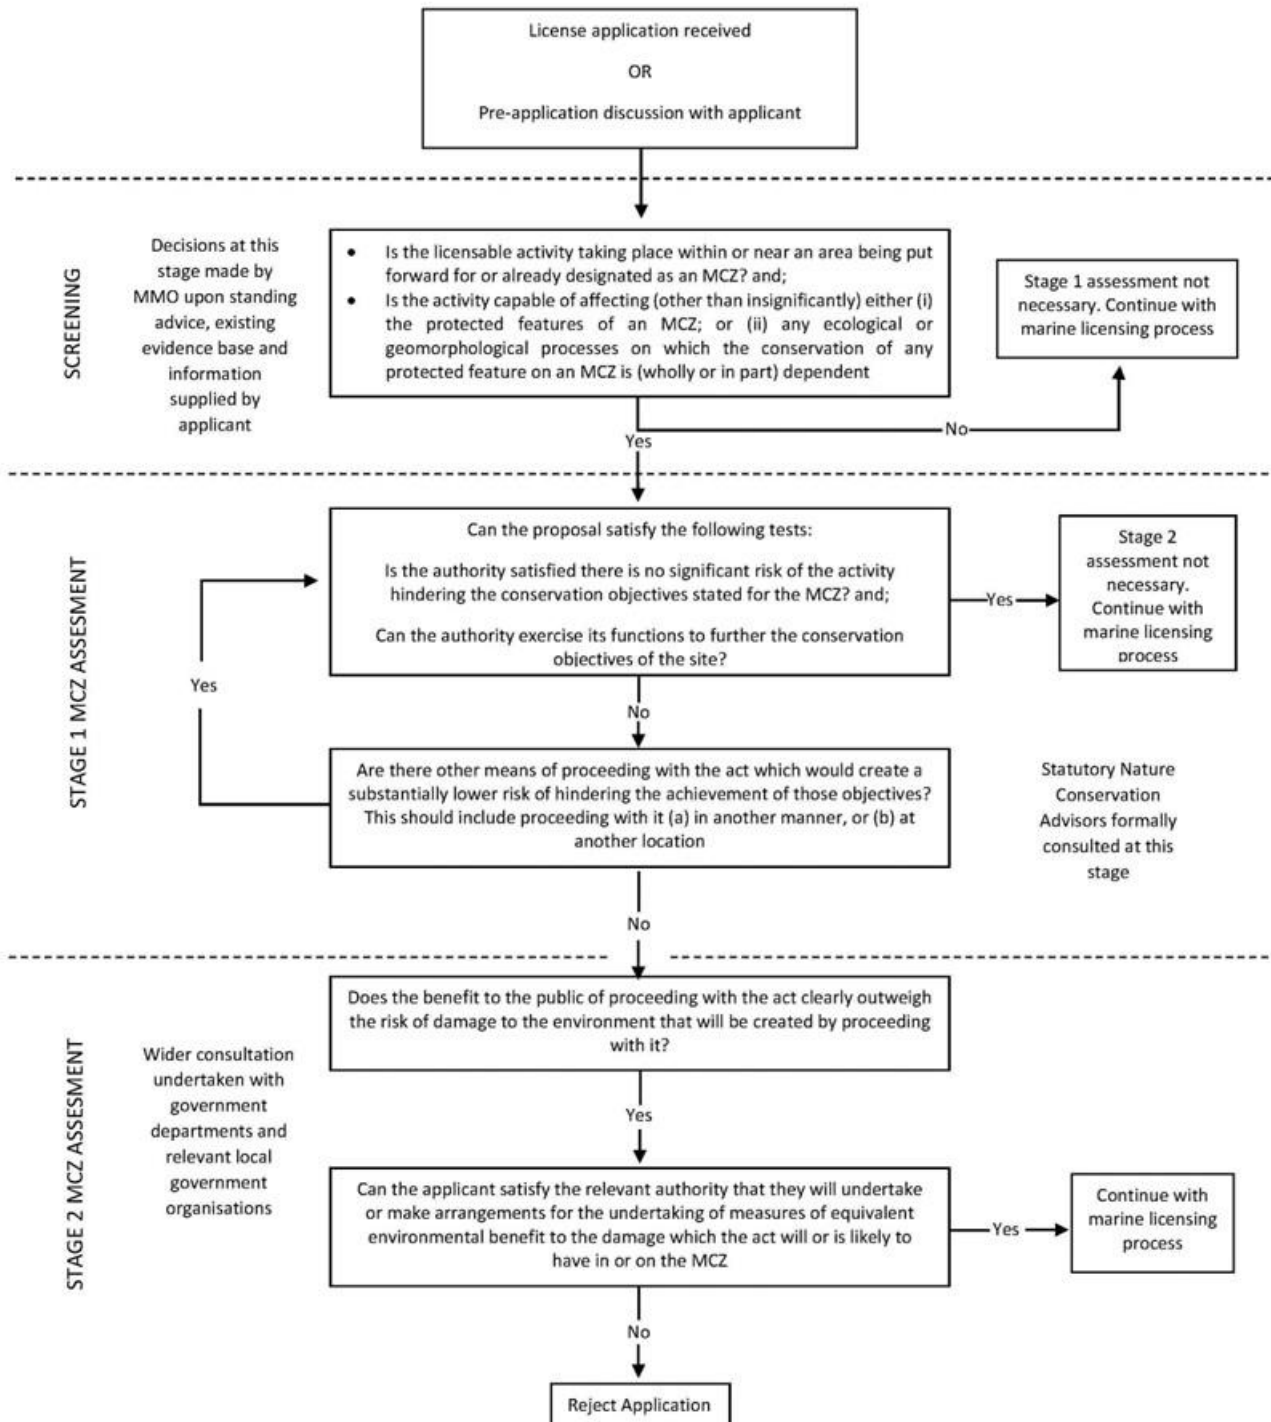 License application received
OR
Pre-application discussion with applicant
SCREENING
Decisions at this
stage made by
MMO upon standing
advice, existing
evidence base and
information
supplied by
applicant
• Is the licensable activity taking place within or near an area being put
forward for or already designated as an MCZ? and;
• Is the activity capable of affecting (other than insignificantly) either (i)
the protected features of an MCZ; or (ii) any ecological or
geomorphological processes on which the conservation of any
protected feature on an MCZ is (wholly or in part) dependent
Stage 1 assessment not
necessary. Continue with
marine licensing process
No
Yes
STAGE 1 MCZ ASSESMENT
Can the proposal satisfy the following tests:
Is the authority satisfied there is no significant risk of the activity
hindering the conservation objectives stated for the MCZ? and;
Can the authority exercise its functions to further the conservation
objectives of the site?
Yes
Stage 2
assessment not
necessary.
Continue with
marine licensing
process
Yes
No
Are there other means of proceeding with the act which would create a
substantially lower risk of hindering the achievement of those objectives?
This should include proceeding with it (a) in another manner, or (b) at
another location
Statutory Nature
Conservation
Advisors formally
consulted at this
stage
No
STAGE 2 MCZ ASSESMENT
Does the benefit to the public of proceeding with the act clearly outweigh
the risk of damage to the environment that will be created by proceeding
with it?
Wider consultation
undertaken with
government
departments and
relevant local
government
organisations
Yes
Can the applicant satisfy the relevant authority that they will undertake
or make arrangements for the undertaking of measures of equivalent
environmental benefit to the damage which the act will or is likely to
have in or on the MCZ
Yes
Continue with
marine licensing
process
No
Reject Application